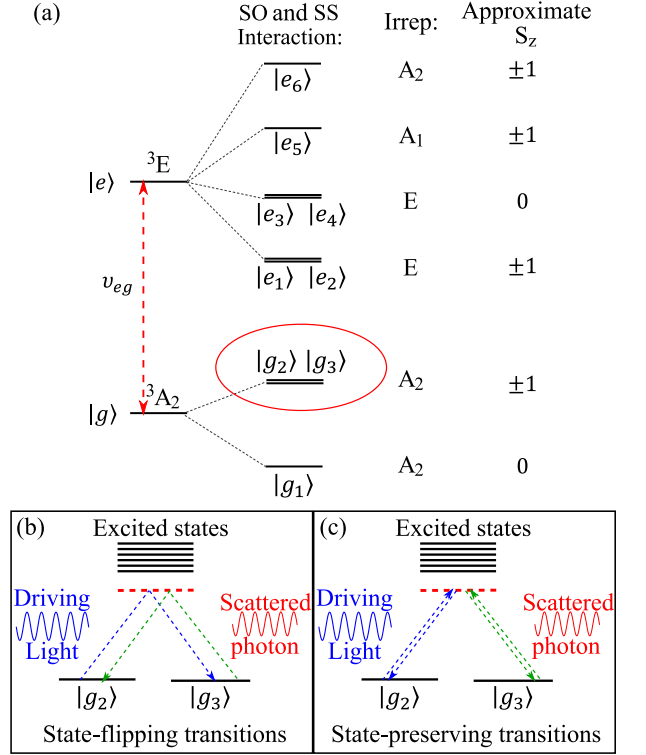 (a)
SO and SS Interaction:
Irrep:
Approximate S_z
|e₆⟩ A₂ ±1
|e₅⟩ A₁ ±1
|e⟩ ³E
|e₃⟩ |e₄⟩ E 0
|e₁⟩ |e₂⟩ E ±1
υ_eg
|g₂⟩ |g₃⟩ A₂ ±1
|g⟩ ³A₂
|g₁⟩ A₂ 0
(b)
Excited states
Driving
Light
Scattered
photon
|g₂⟩ |g₃⟩
State-flipping transitions
(c)
Excited states
Driving
Light
Scattered
photon
|g₂⟩ |g₃⟩
State-preserving transitions